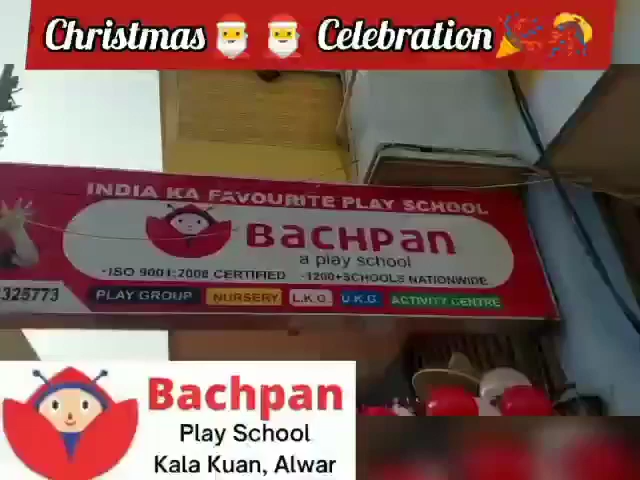 Christmas🎅🎅 Celebration🎉🎊
INDIA KA FAVOURITE PLAY SCHOOL
BACHPan
a play school
·ISO 9001:2008 CERTIFIED ·1200+SCHOOLS NATIONWIDE
325773 PLAY GROUP NURSERY L.K.G. U.K.G. ACTIVITY CENTRE
Bachpan
Play School
Kala Kuan, Alwar